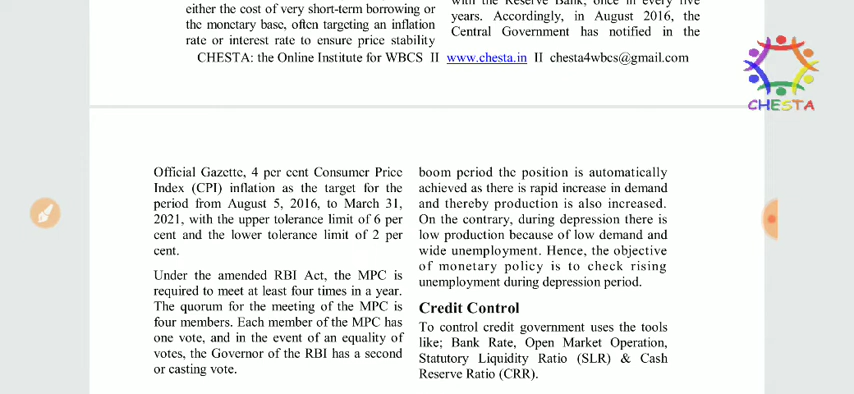 either the cost of very short-term borrowing or
the monetary base, often targeting an inflation
rate or interest rate to ensure price stability
with the Reserve Bank, once in every five
years. Accordingly, in August 2016, the
Central Government has notified in the
CHESTA: the Online Institute for WBCS II www.chesta.in II chesta4wbcs@gmail.com
CHESTA
Official Gazette, 4 per cent Consumer Price
Index (CPI) inflation as the target for the
period from August 5, 2016, to March 31,
2021, with the upper tolerance limit of 6 per
cent and the lower tolerance limit of 2 per
cent.
Under the amended RBI Act, the MPC is
required to meet at least four times in a year.
The quorum for the meeting of the MPC is
four members. Each member of the MPC has
one vote, and in the event of an equality of
votes, the Governor of the RBI has a second
or casting vote.
boom period the position is automatically
achieved as there is rapid increase in demand
and thereby production is also increased.
On the contrary, during depression there is
low production because of low demand and
wide unemployment. Hence, the objective
of monetary policy is to check rising
unemployment during depression period.
Credit Control
To control credit government uses the tools
like; Bank Rate, Open Market Operation,
Statutory Liquidity Ratio (SLR) & Cash
Reserve Ratio (CRR).